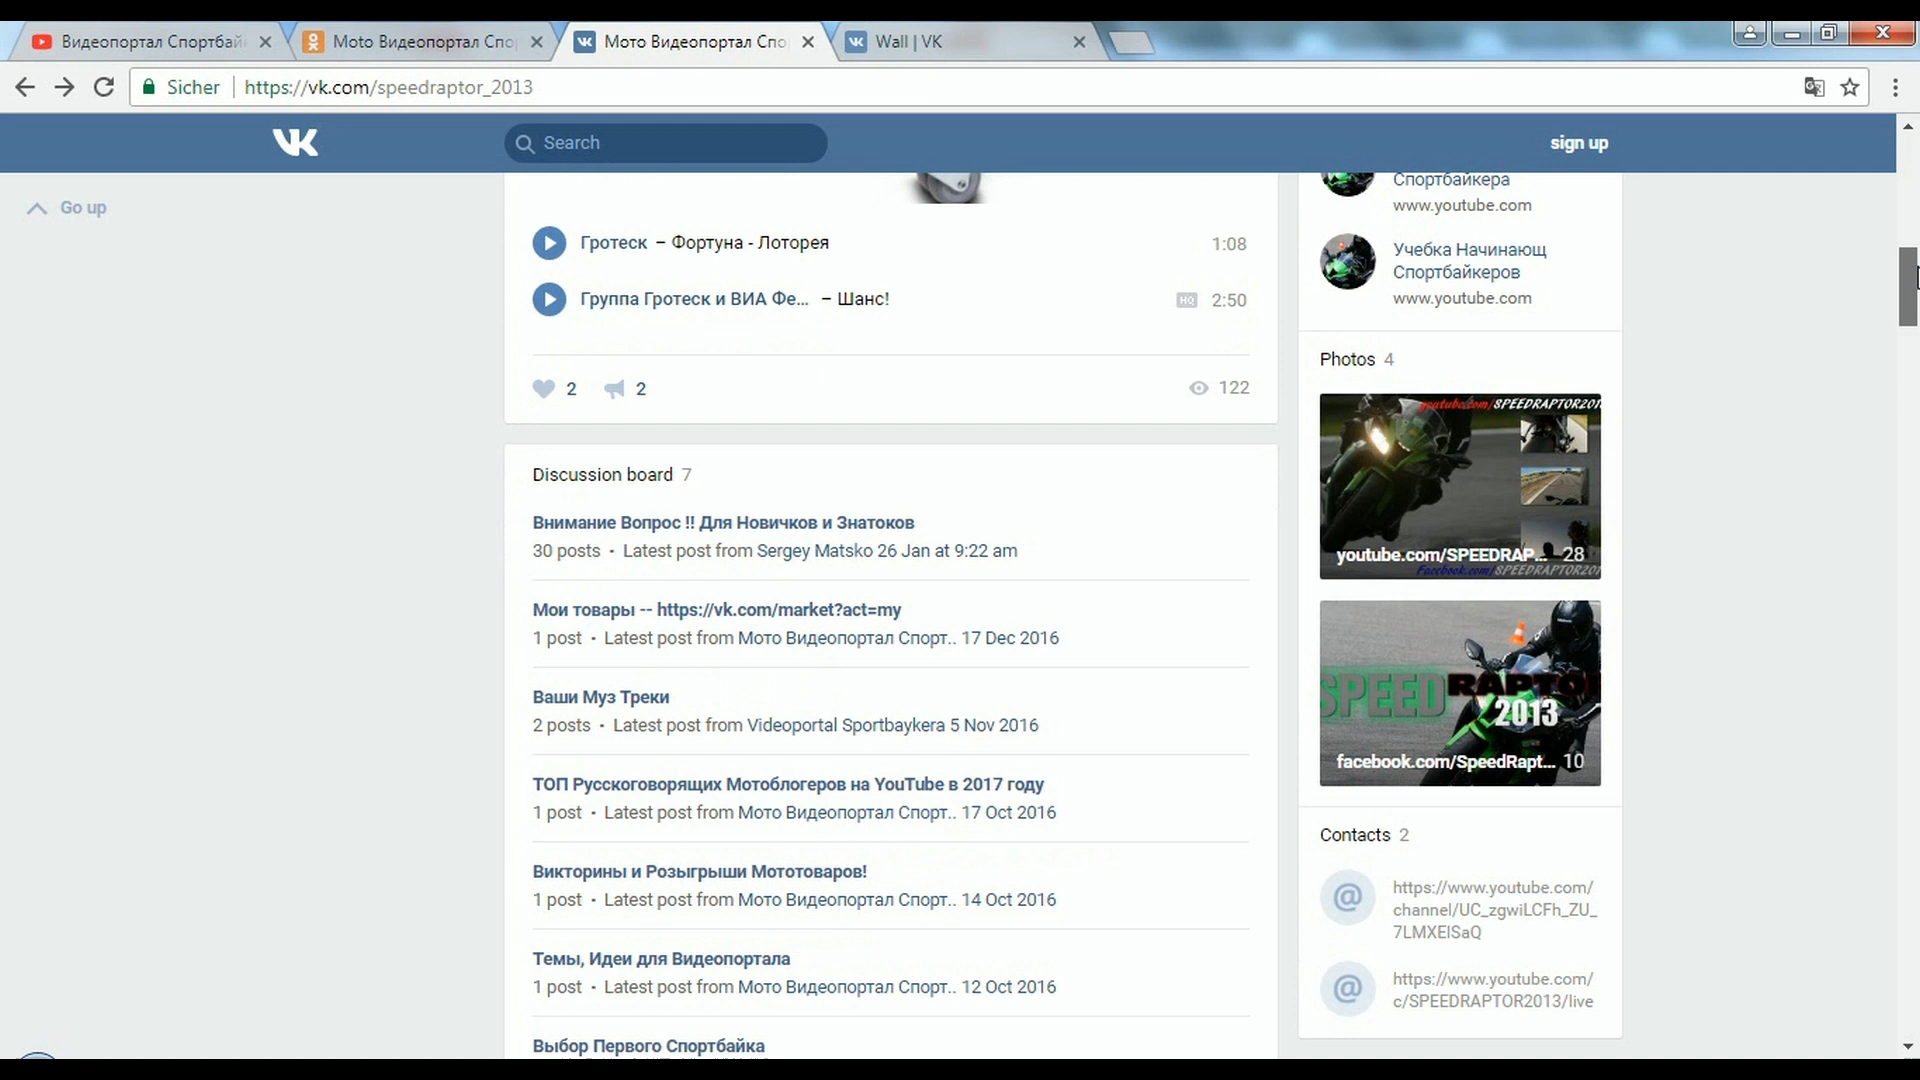 Видеопортал Спортбай
Мото Видеопортал Спо
Мото Видеопортал Спо
Wall | VK
Sicher
https://vk.com/speedraptor_2013
Search
sign up
Go up
Гротеск – Фортуна - Лоторея
1:08
Группа Гротеск и ВИА Фе... – Шанс!
HQ 2:50
2
2
122
Discussion board 7
Внимание Вопрос !! Для Новичков и Знатоков
30 posts • Latest post from Sergey Matsko 26 Jan at 9:22 am
Мои товары -- https://vk.com/market?act=my
1 post • Latest post from Мото Видеопортал Спорт.. 17 Dec 2016
Ваши Муз Треки
2 posts • Latest post from Videoportal Sportbaykera 5 Nov 2016
ТОП Русскоговорящих Мотоблогеров на YouTube в 2017 году
1 post • Latest post from Мото Видеопортал Спорт.. 17 Oct 2016
Викторины и Розыгрыши Мототоваров!
1 post • Latest post from Мото Видеопортал Спорт.. 14 Oct 2016
Темы, Идеи для Видеопортала
1 post • Latest post from Мото Видеопортал Спорт.. 12 Oct 2016
Выбор Первого Спортбайка
Спортбайкера
www.youtube.com
Учебка Начинающ
Спортбайкеров
www.youtube.com
Photos 4
youtube.com/SPEEDRAPTOR201
youtube.com/SPEEDRAP... 28
Facebook.com/SPEEDRAPTOR201
SPEEDRAPTO
2013
facebook.com/SpeedRapt... 10
Contacts 2
https://www.youtube.com/
channel/UC_zgwiLCFh_ZU_
7LMXEISaQ
https://www.youtube.com/
c/SPEEDRAPTOR2013/live